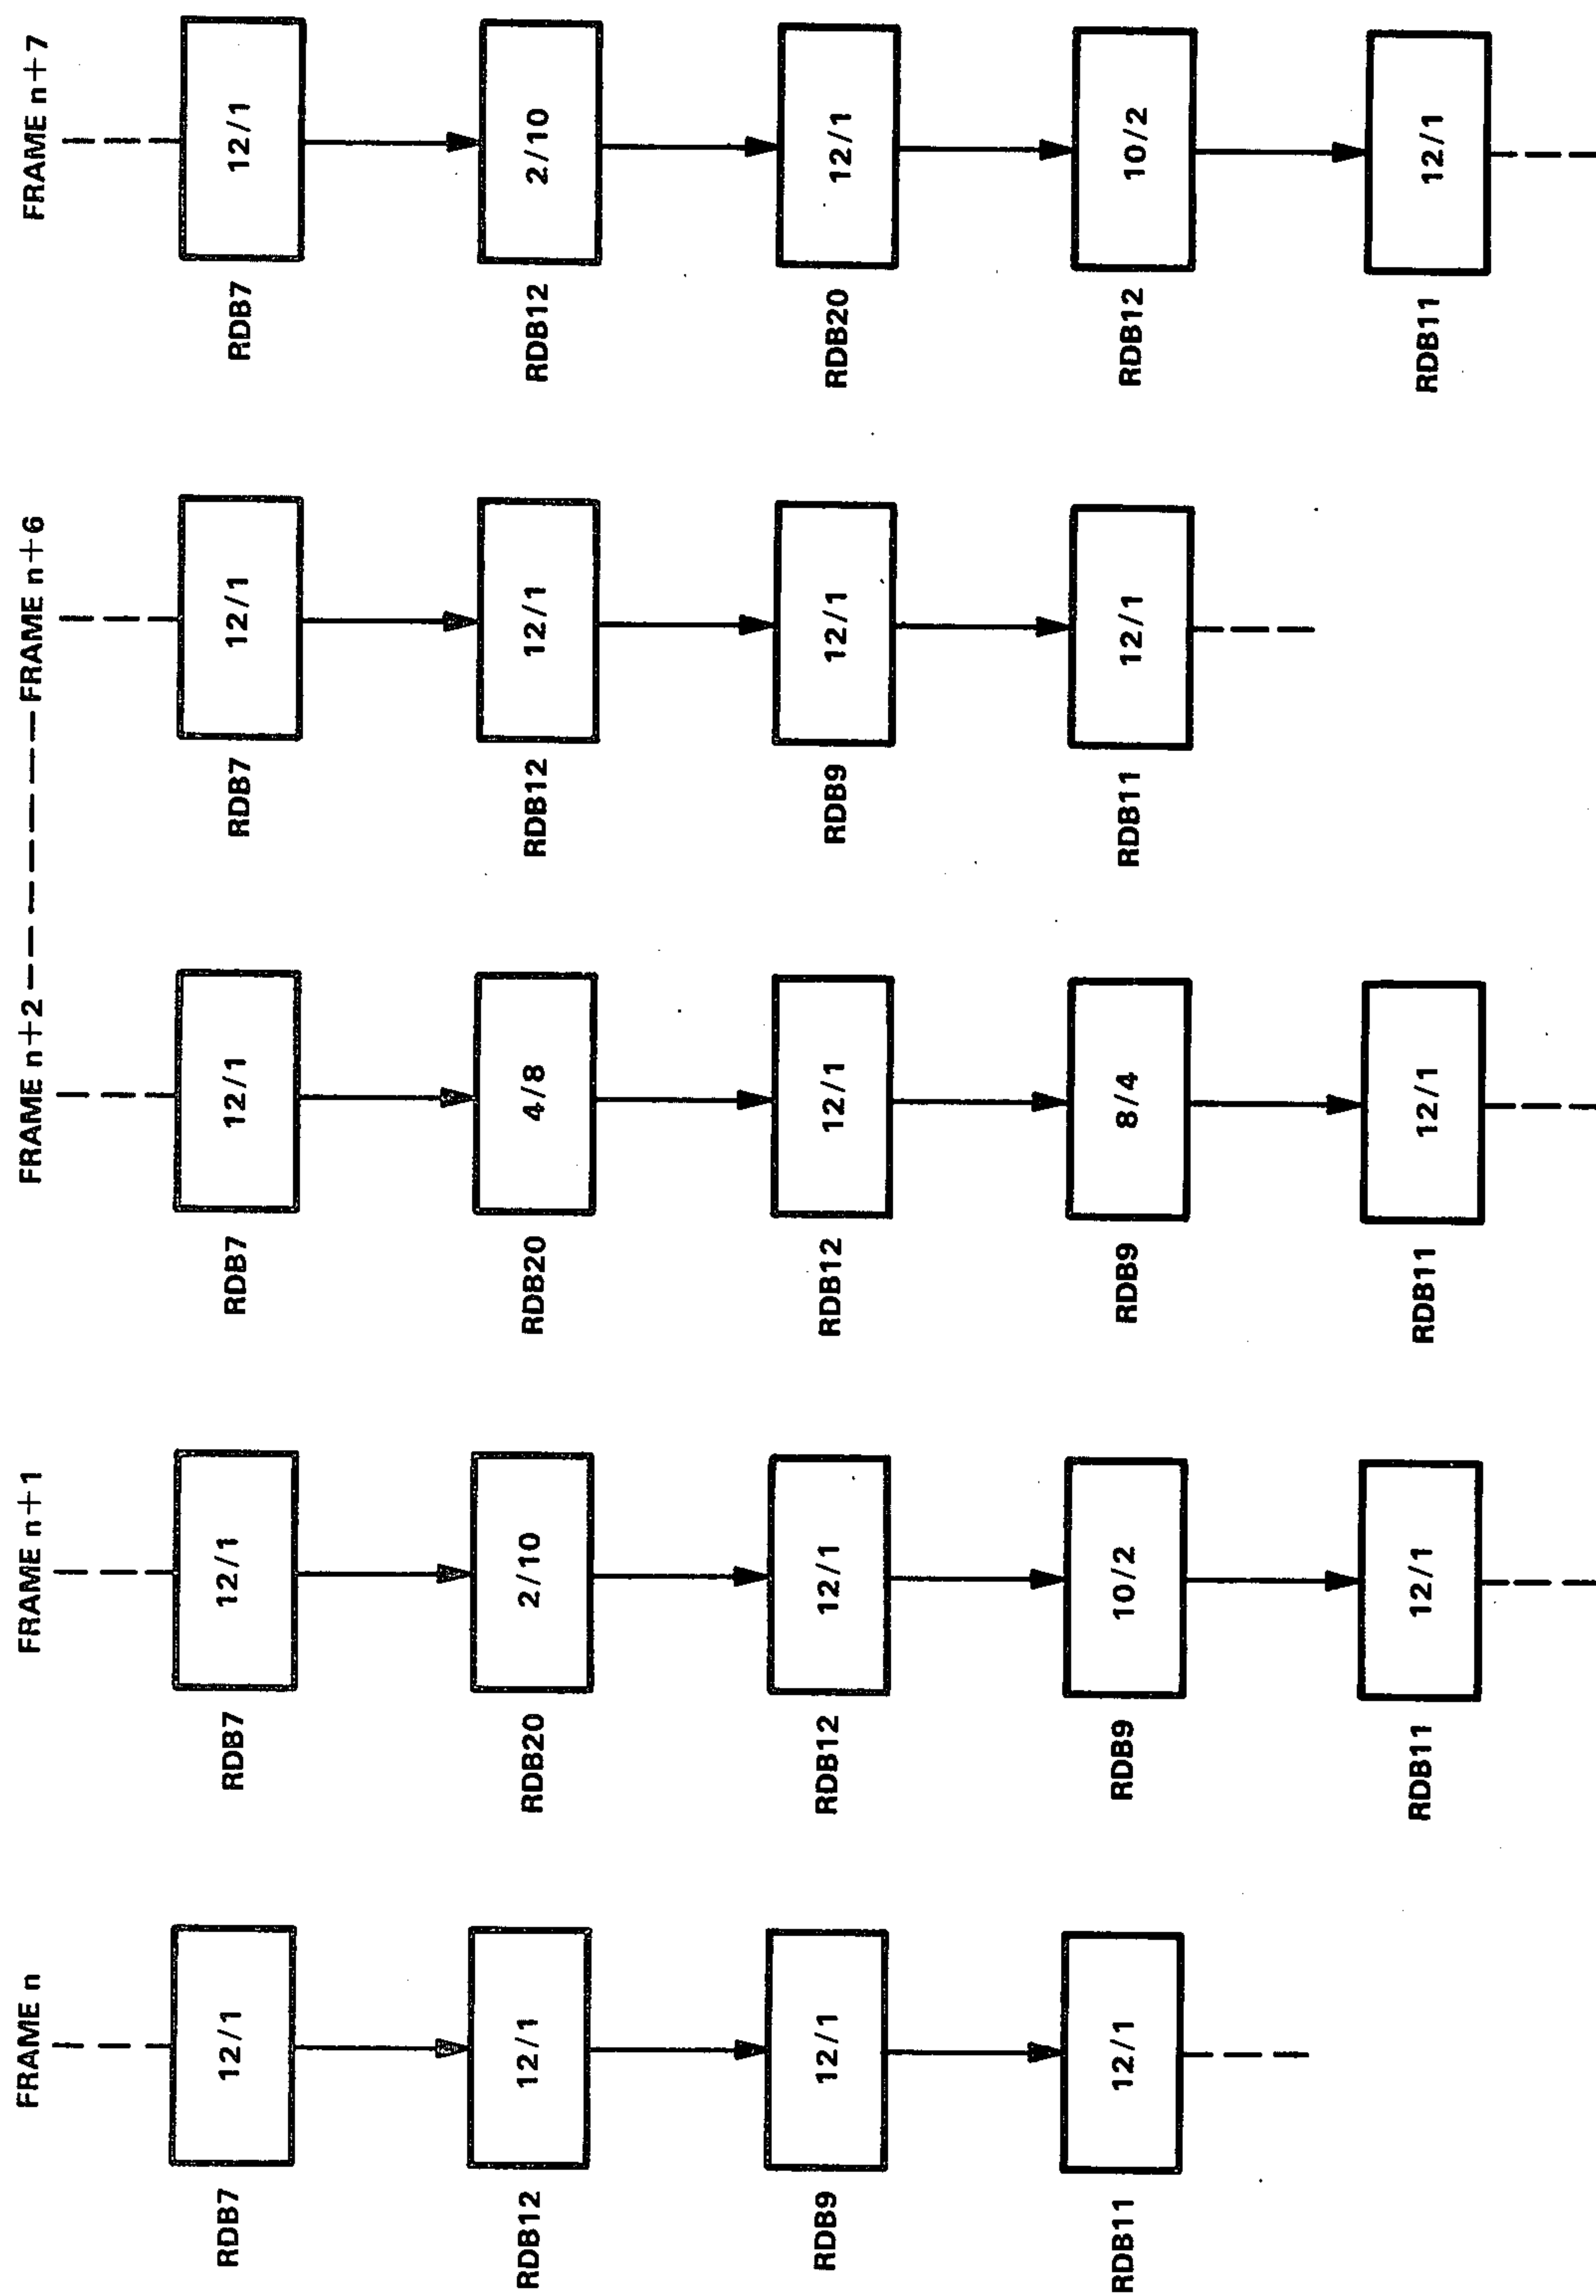 FRAME n FRAME n+1 FRAME n+2 — — — — — — FRAME n+6 FRAME n+7
RDB7 12/1 RDB7 12/1 RDB7 12/1 RDB7 12/1 RDB7 12/1
RDB12 12/1 RDB20 2/10 RDB20 4/8 RDB12 12/1 RDB12 2/10
RDB9 12/1 RDB12 12/1 RDB12 12/1 RDB9 12/1 RDB20 12/1
RDB11 12/1 RDB9 10/2 RDB9 8/4 RDB11 12/1 RDB12 10/2
RDB11 12/1 RDB11 12/1 RDB11 12/1